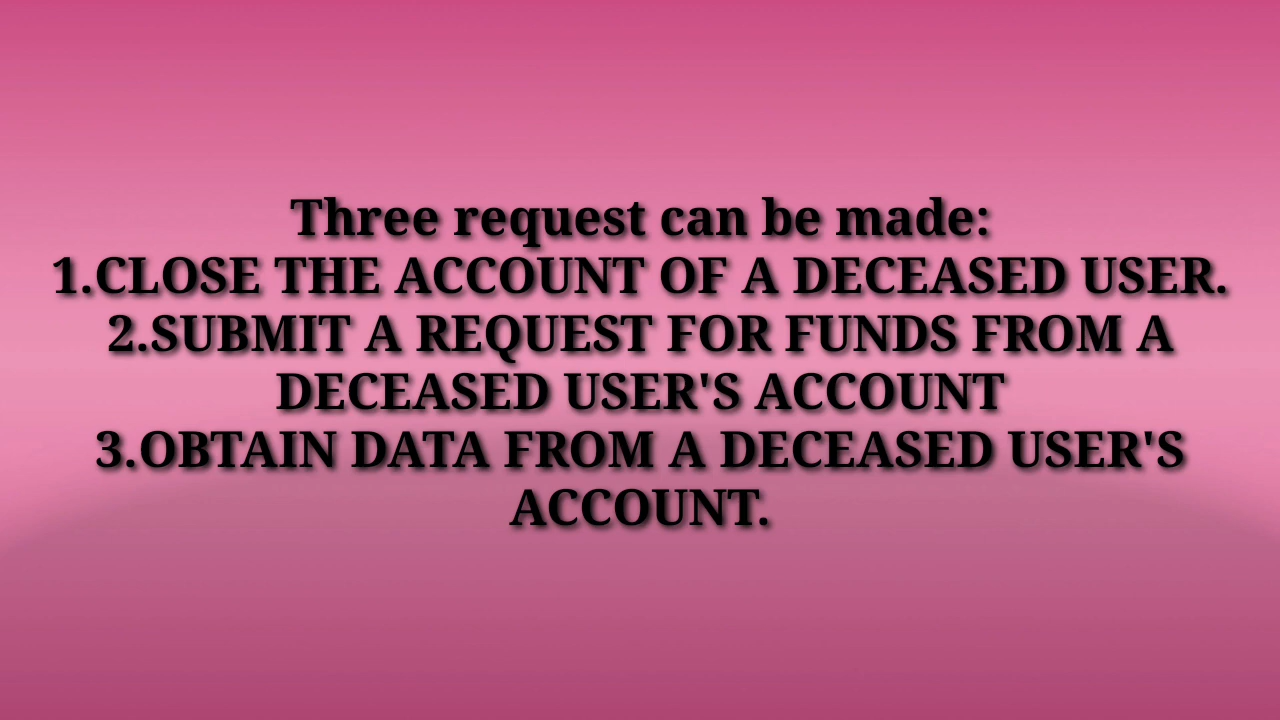 Three request can be made:
1.CLOSE THE ACCOUNT OF A DECEASED USER.
2.SUBMIT A REQUEST FOR FUNDS FROM A
DECEASED USER'S ACCOUNT
3.OBTAIN DATA FROM A DECEASED USER'S
ACCOUNT.